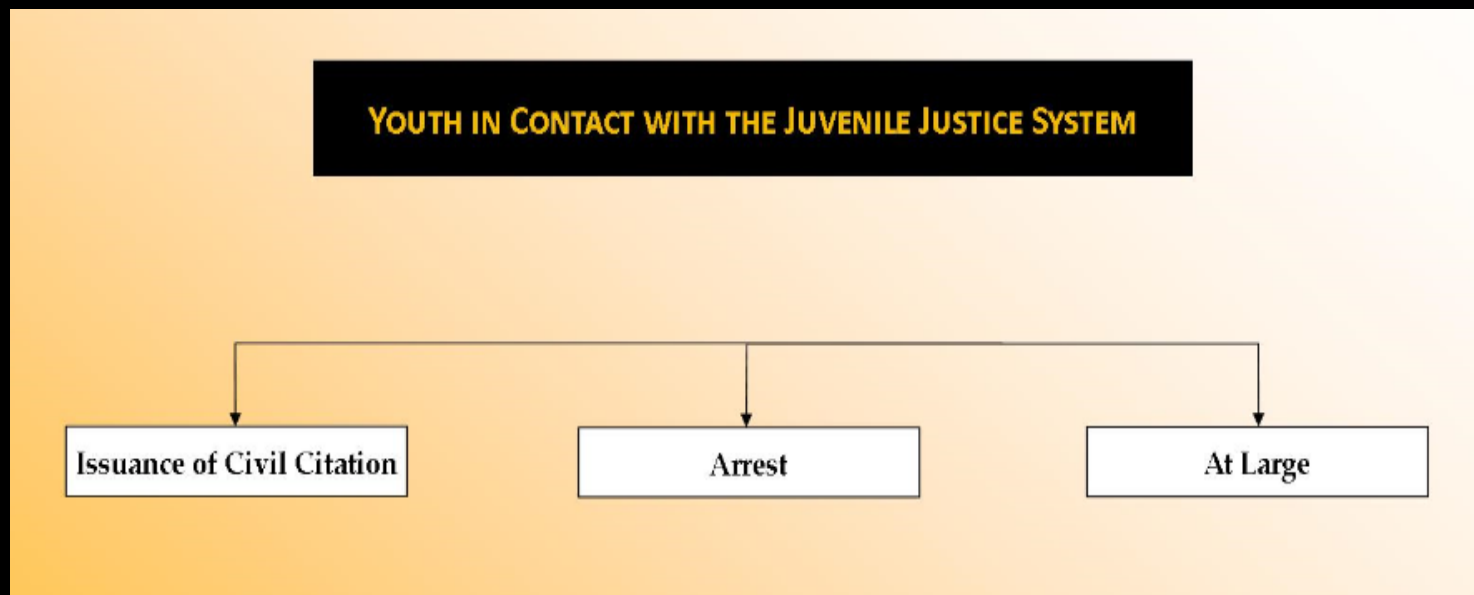 YOUTH IN CONTACT WITH THE JUVENILE JUSTICE SYSTEM
Issuance of Civil Citation
Arrest
At Large